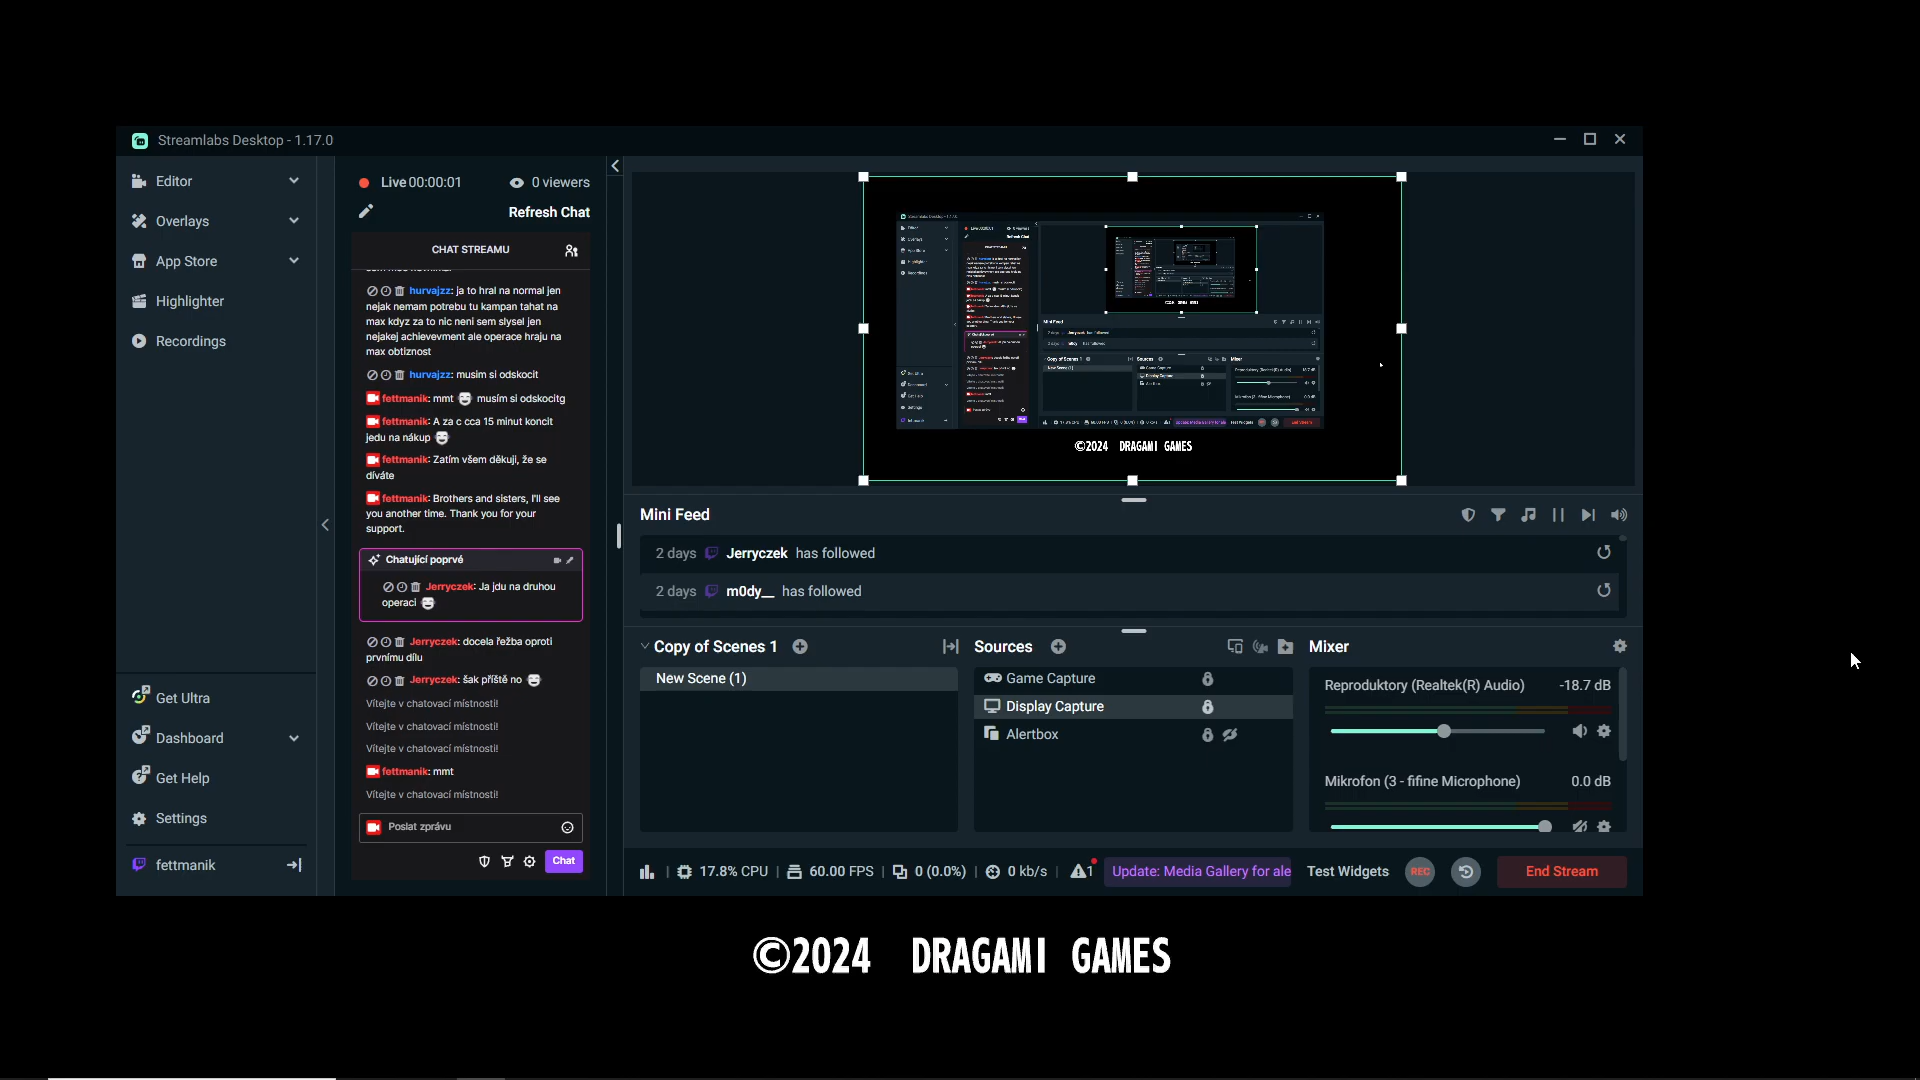 Streamlabs Desktop - 1.17.0
Editor
Overlays
App Store
Highlighter
Recordings
Get Ultra
Dashboard
Get Help
Settings
fettmanik
Live 00:00:01
0 viewers
Refresh Chat
CHAT STREAMU
hurvajzz: ja to hral na normal jen
nejak nemam potrebu tu kampan tahat na
max kdyz za to nic neni sem slysel jen
nejakej achievevment ale operace hraju na
max obtiznost
hurvajzz: musim si odskocit
fettmanik: mmt musím si odskocitg
fettmanik: A za c cca 15 minut koncit
jedu na nákup
fettmanik: Zatím všem děkuji, že se
díváte
fettmanik: Brothers and sisters, I'll see
you another time. Thank you for your
support.
Chatující poprvé
Jerryczek: Ja jdu na druhou
operaci
Jerryczek: docela řežba oproti
prvnímu dílu
Jerryczek: šak příště no
Vítejte v chatovací místnosti!
Vítejte v chatovací místnosti!
Vítejte v chatovací místnosti!
fettmanik: mmt
Vítejte v chatovací místnosti!
Poslat zprávu
Chat
©2024 DRAGAMI GAMES
Mini Feed
2 days Jerryczek has followed
2 days m0dy__ has followed
Copy of Scenes 1
New Scene (1)
Sources
Game Capture
Display Capture
Alertbox
Mixer
Reproduktory (Realtek(R) Audio) -18.7 dB
Mikrofon (3 - fifine Microphone) 0.0 dB
17.8% CPU
60.00 FPS
0 (0.0%)
0 kb/s
1
Update: Media Gallery for ale
Test Widgets
REC
End Stream
©2024 DRAGAMI GAMES